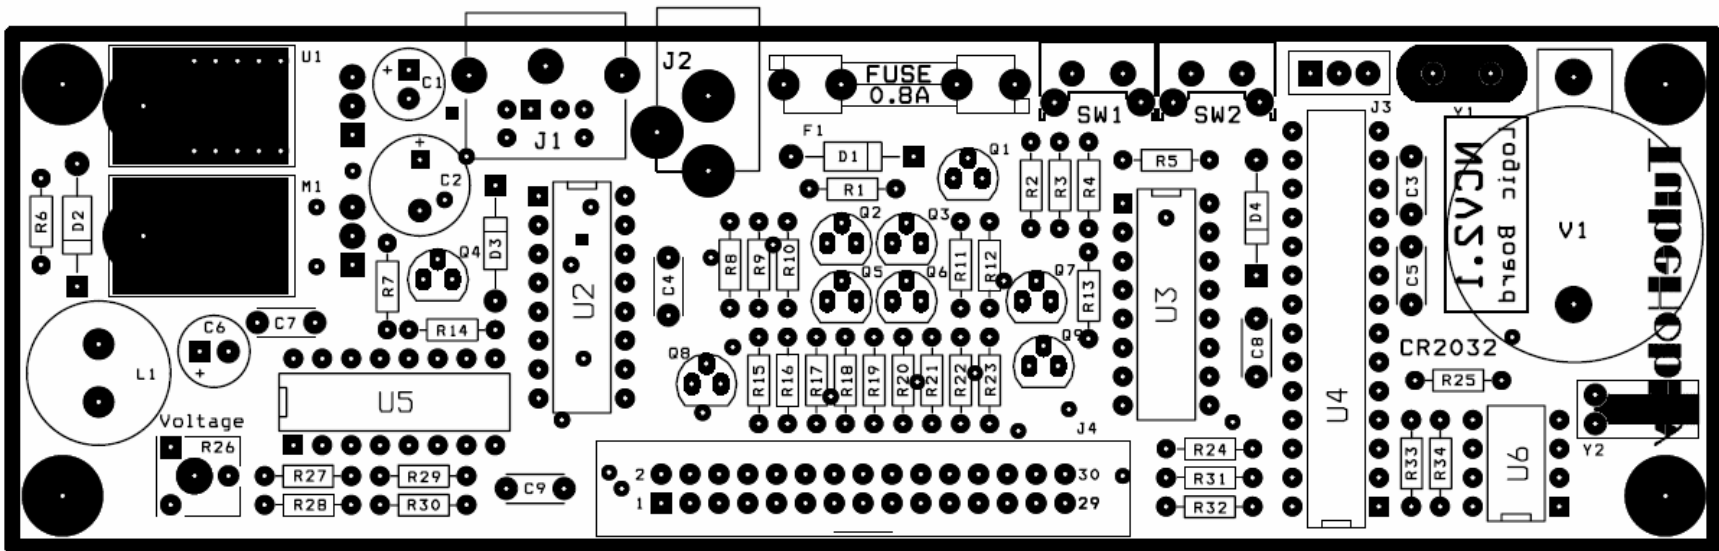 U1
C1
J1
J2
FUSE
0.8A
SW1
SW2
J3
Y1
M1
C2
F1
D1
R1
Q1
R2
R3
R4
R5
D4
C3
C5
Logic Board
NCV2.1
V1
R6
D2
R7
Q4
D3
U2
C4
R8
R9
R10
Q2
Q3
Q5
Q6
R11
R12
Q7
R13
U3
C8
CR2032
L1
C6
C7
R14
U5
Q8
R15
R16
R17
R18
R19
R20
R21
R22
R23
Q9
U4
R25
Y2
Voltage
R26
R27
R28
R29
R30
C9
J4
2
30
1
29
R24
R31
R32
R33
R34
U6